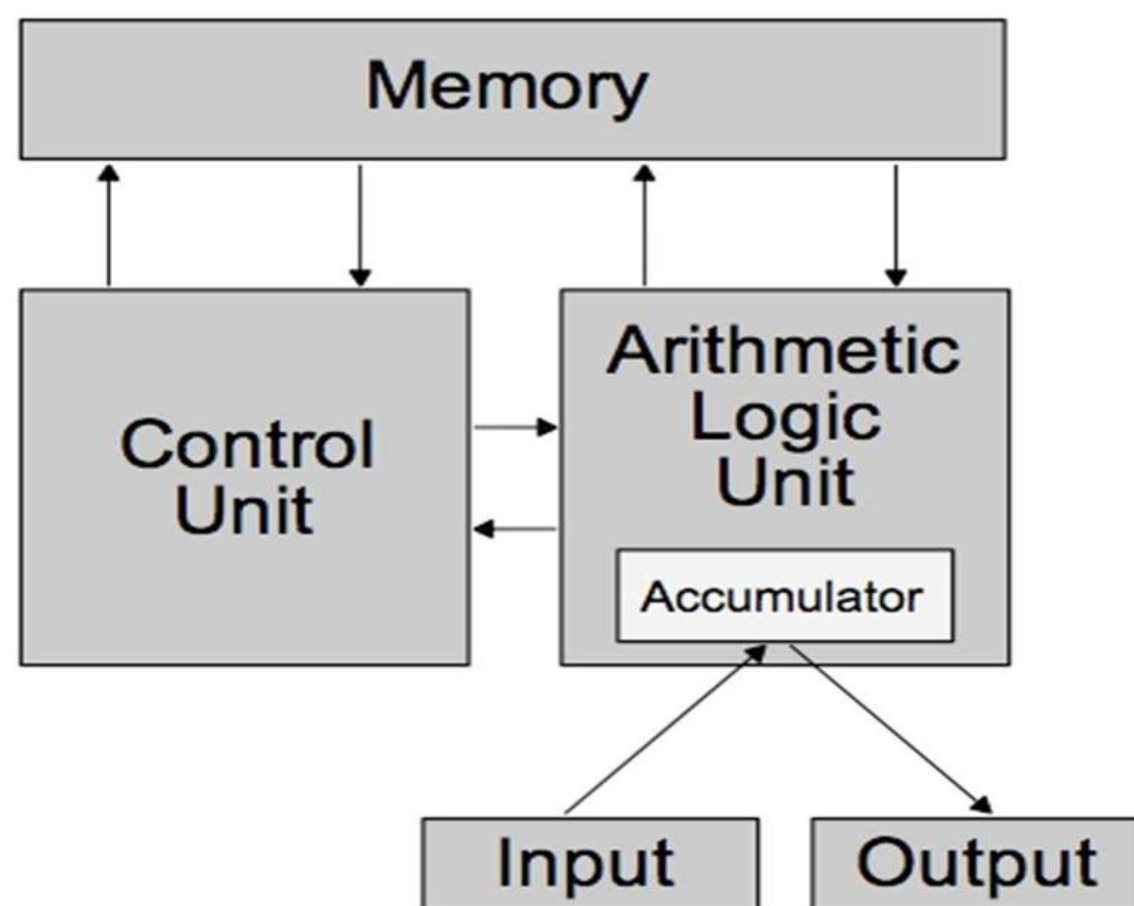 Memory
Control
Unit
Arithmetic
Logic
Unit
Accumulator
Input
Output